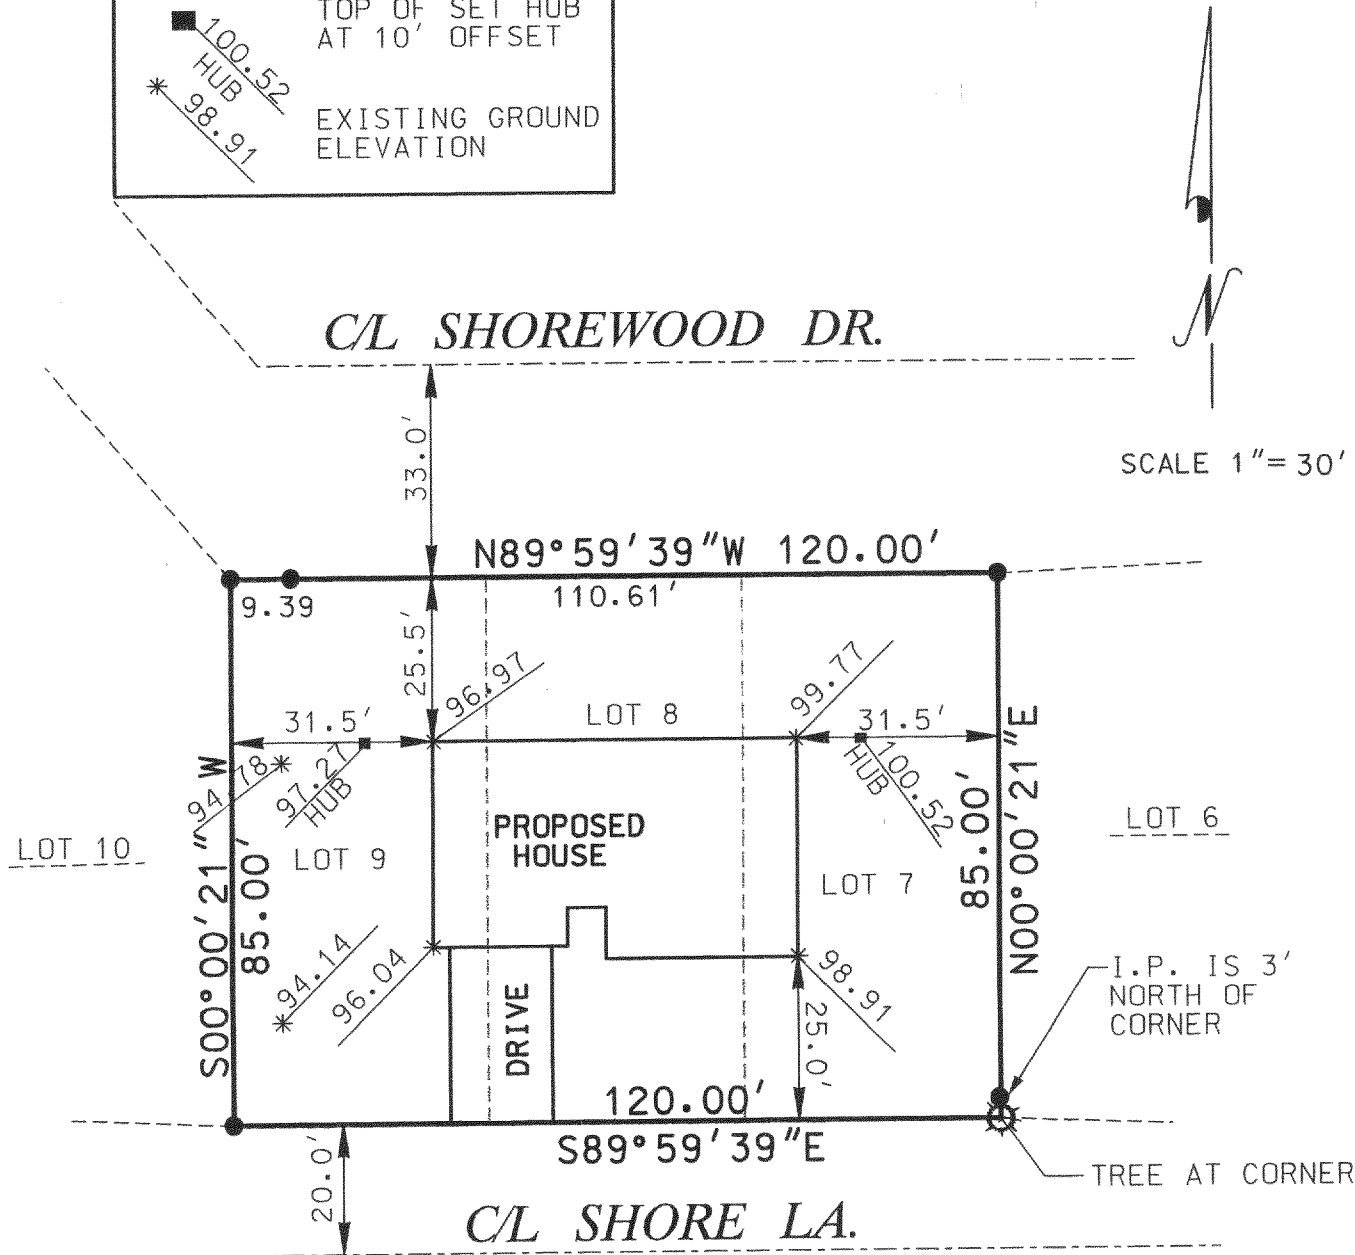 TOP OF SET HUB
AT 10' OFFSET
100.52
HUB
98.91
EXISTING GROUND
ELEVATION
C/L SHOREWOOD DR.
N
33.0'
SCALE 1"=30'
N89°59'39"W 120.00'
9.39
110.61'
25.5'
96.97
99.77
31.5'
LOT 8
31.5'
94.78
97.27
HUB
100.52
HUB
S00°00'21"W
85.00'
85.00'
N00°00'21"E
PROPOSED
HOUSE
LOT 10
LOT 9
LOT 7
LOT 6
94.14
96.04
98.91
DRIVE
25.0'
I.P. IS 3'
NORTH OF
CORNER
120.00'
S89°59'39"E
20.0'
TREE AT CORNER
C/L SHORE LA.